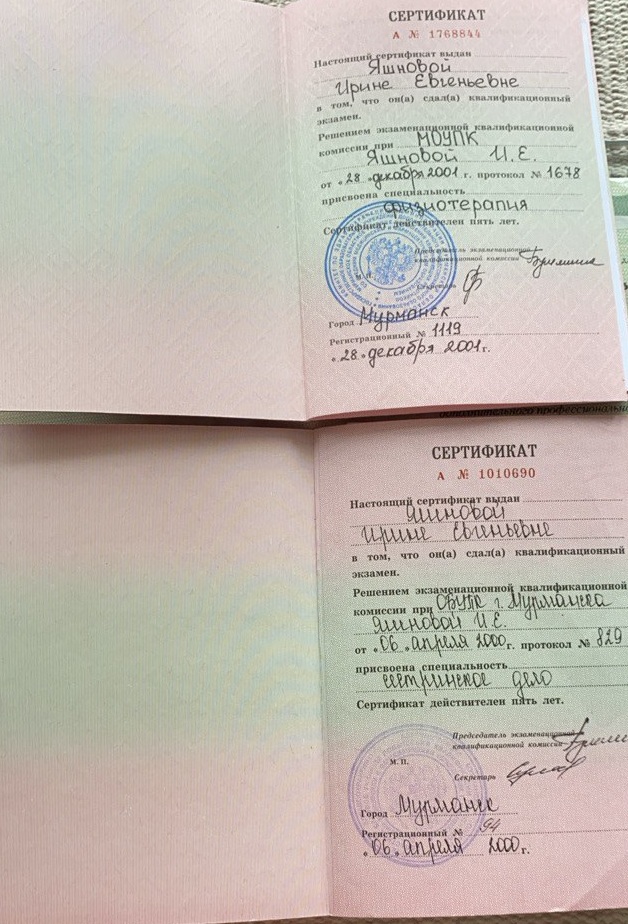 СЕРТИФИКАТ
А № 1768844
Настоящий сертификат выдан
Яшновой
Ирине Евгеньевне
в том, что он(а) сдал(а) квалификационный
экзамен.
Решением экзаменационной квалификационной
комиссии при МОУПК
Яшновой И.Е.
от «28» декабря 2001 г. протокол № 1678
присвоена специальность
физиотерапия
Сертификат действителен пять лет.
Председатель экзаменационной
квалификационной комиссии
М.П.
Секретарь
Город Мурманск
Регистрационный № 1119
«28» декабря 2001 г.
дополнительного профессиональн
СЕРТИФИКАТ
А № 1010690
Настоящий сертификат выдан
Яшновой
Ирине Евгеньевне
в том, что он(а) сдал(а) квалификационный
экзамен.
Решением экзаменационной квалификационной
комиссии при ОБУПК г. Мурманска
Яшновой И.Е.
от «06» апреля 2000 г. протокол № 829
присвоена специальность
сестринское дело
Сертификат действителен пять лет.
Председатель экзаменационной
квалификационной комиссии
М.П.
Секретарь
Город Мурманск
Регистрационный № 94
«06» апреля 2000 г.